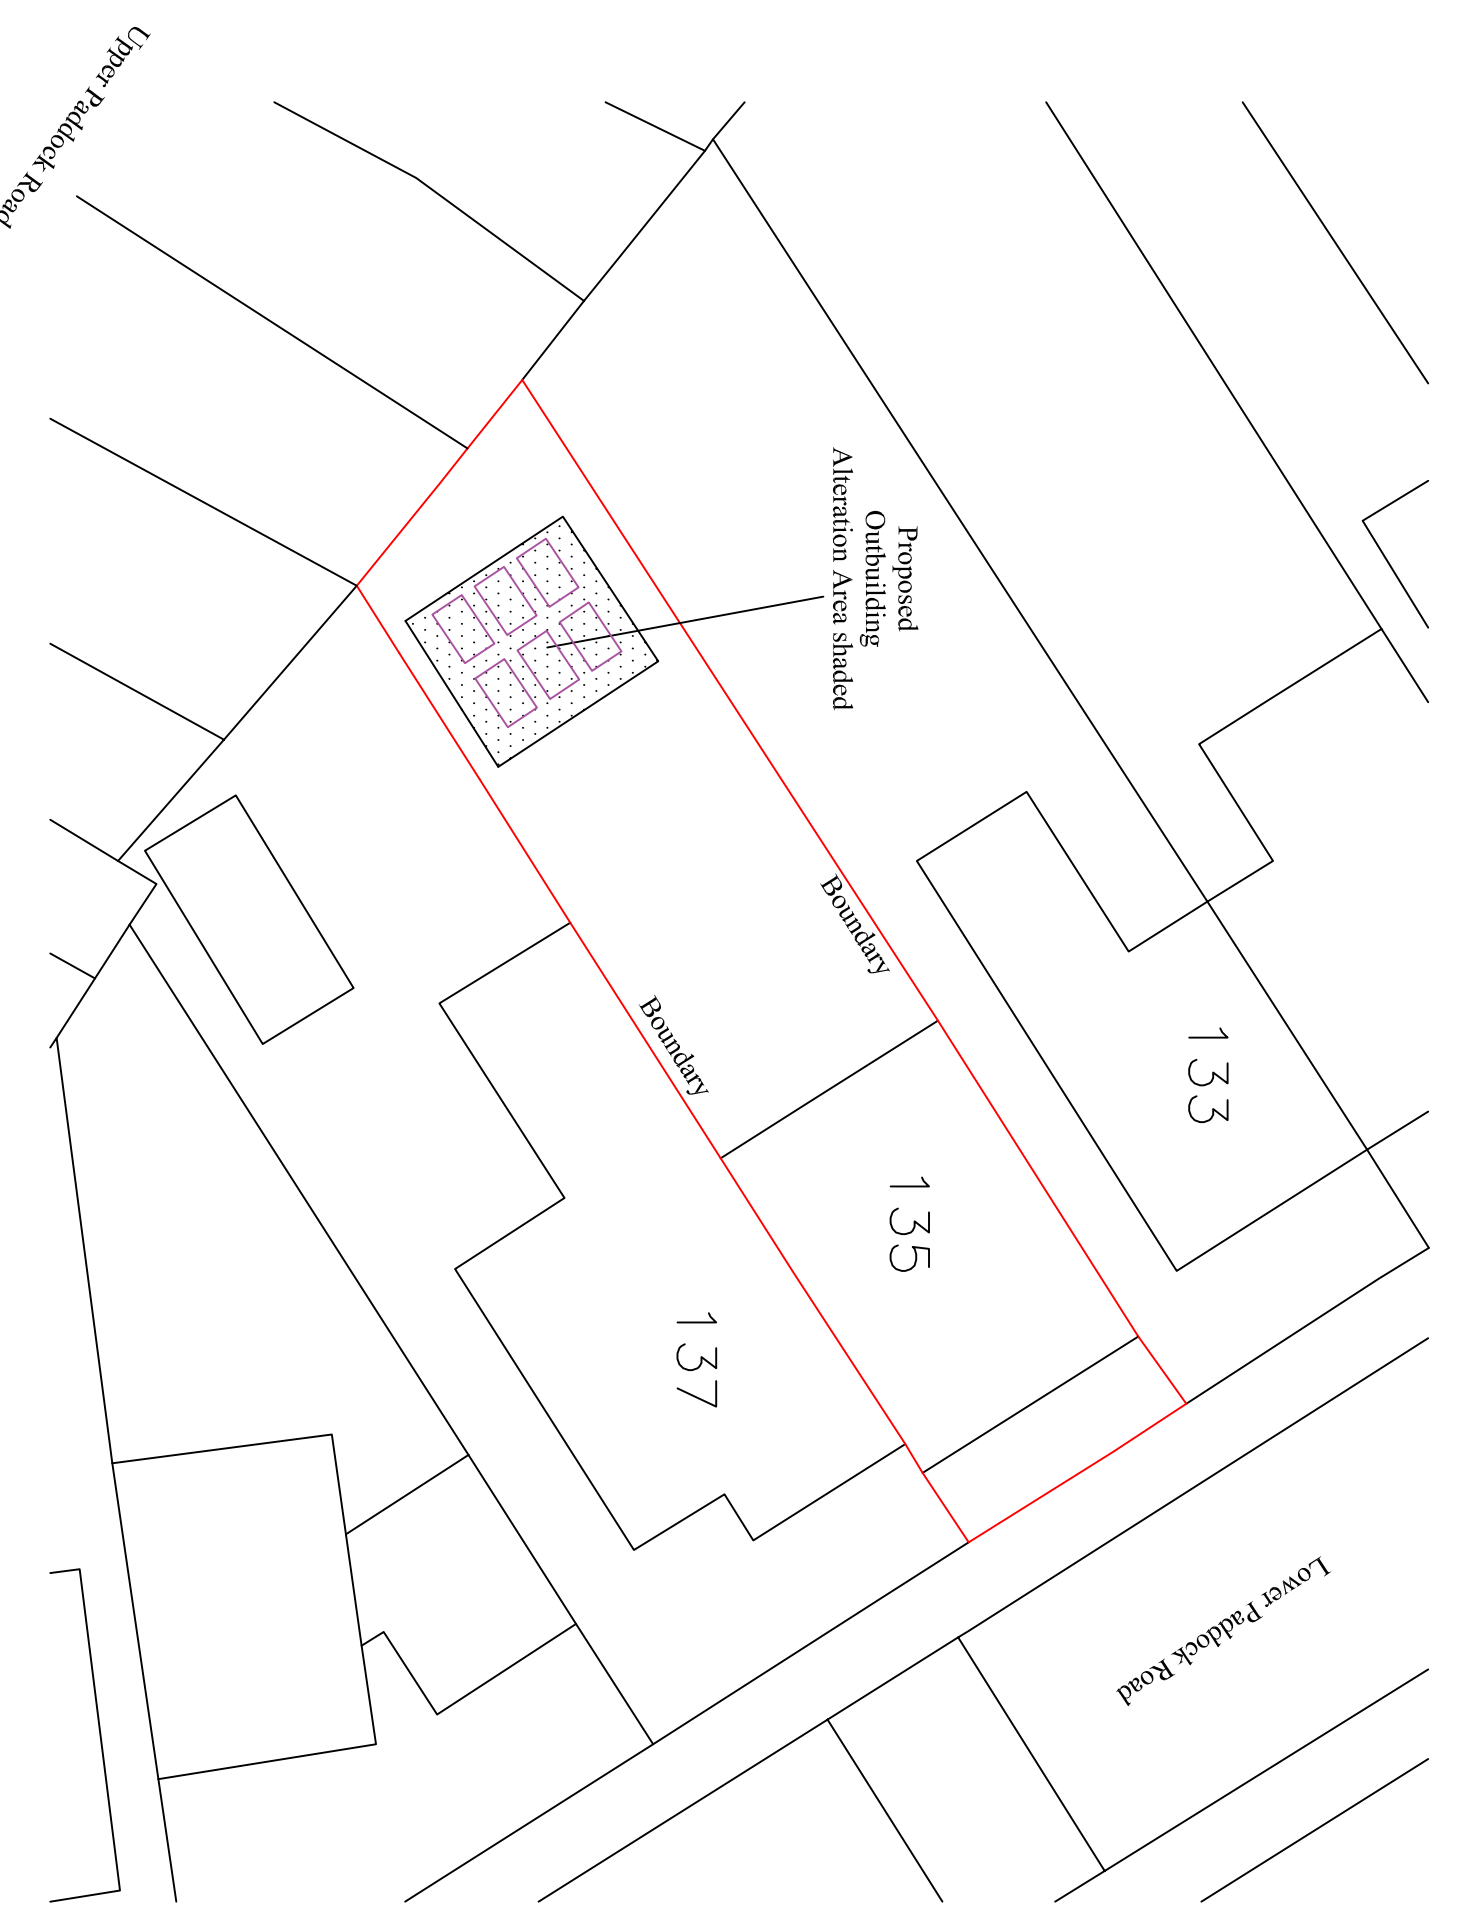 Upper Paddock Road
Proposed
Outbuilding
Alteration Area shaded
Boundary
Boundary
133
135
137
Lower Paddock Road